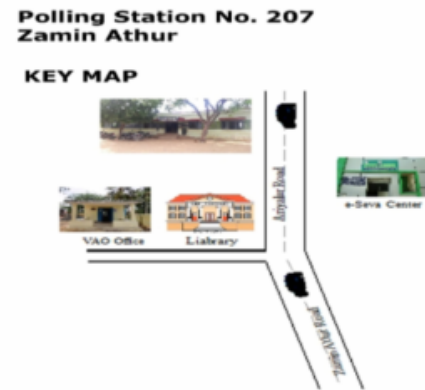 Polling Station No. 207
Zamin Athur
KEY MAP
Ariyalur Road
e-Seva Center
VAO Office
Liabrary